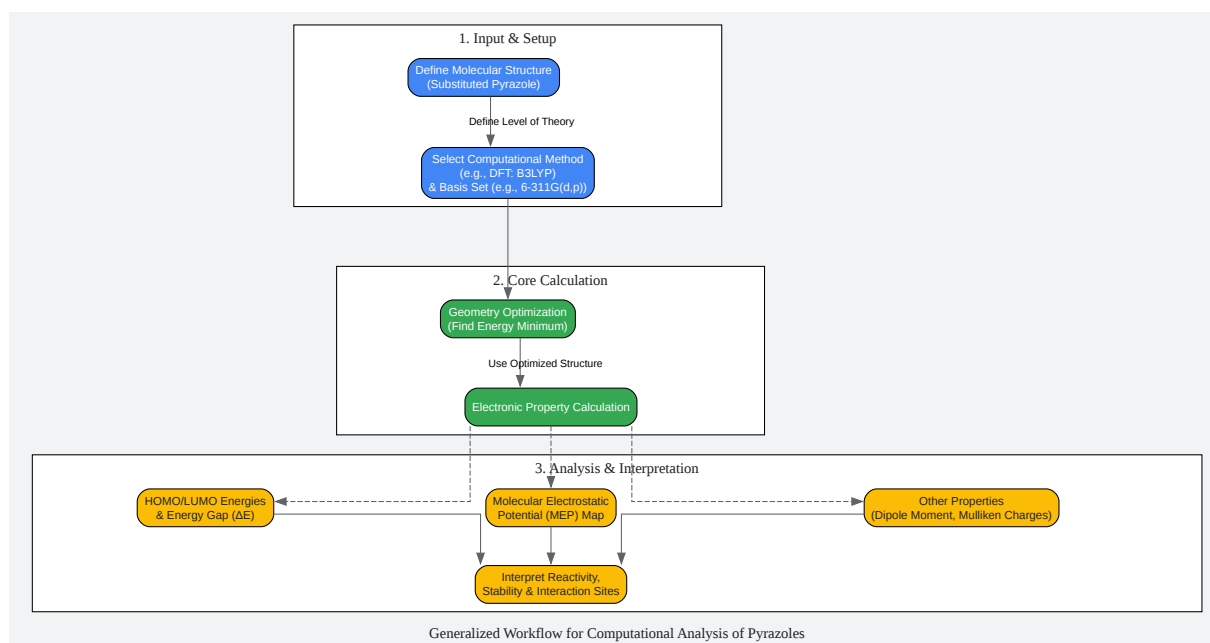 1. Input & Setup
Define Molecular Structure
(Substituted Pyrazole)
Define Level of Theory
Select Computational Method
(e.g., DFT: B3LYP)
& Basis Set (e.g., 6-311G(d,p))
2. Core Calculation
Geometry Optimization
(Find Energy Minimum)
Use Optimized Structure
Electronic Property Calculation
3. Analysis & Interpretation
HOMO/LUMO Energies
& Energy Gap (ΔE)
Molecular Electrostatic
Potential (MEP) Map
Other Properties
(Dipole Moment, Mulliken Charges)
Interpret Reactivity,
Stability & Interaction Sites
Generalized Workflow for Computational Analysis of Pyrazoles